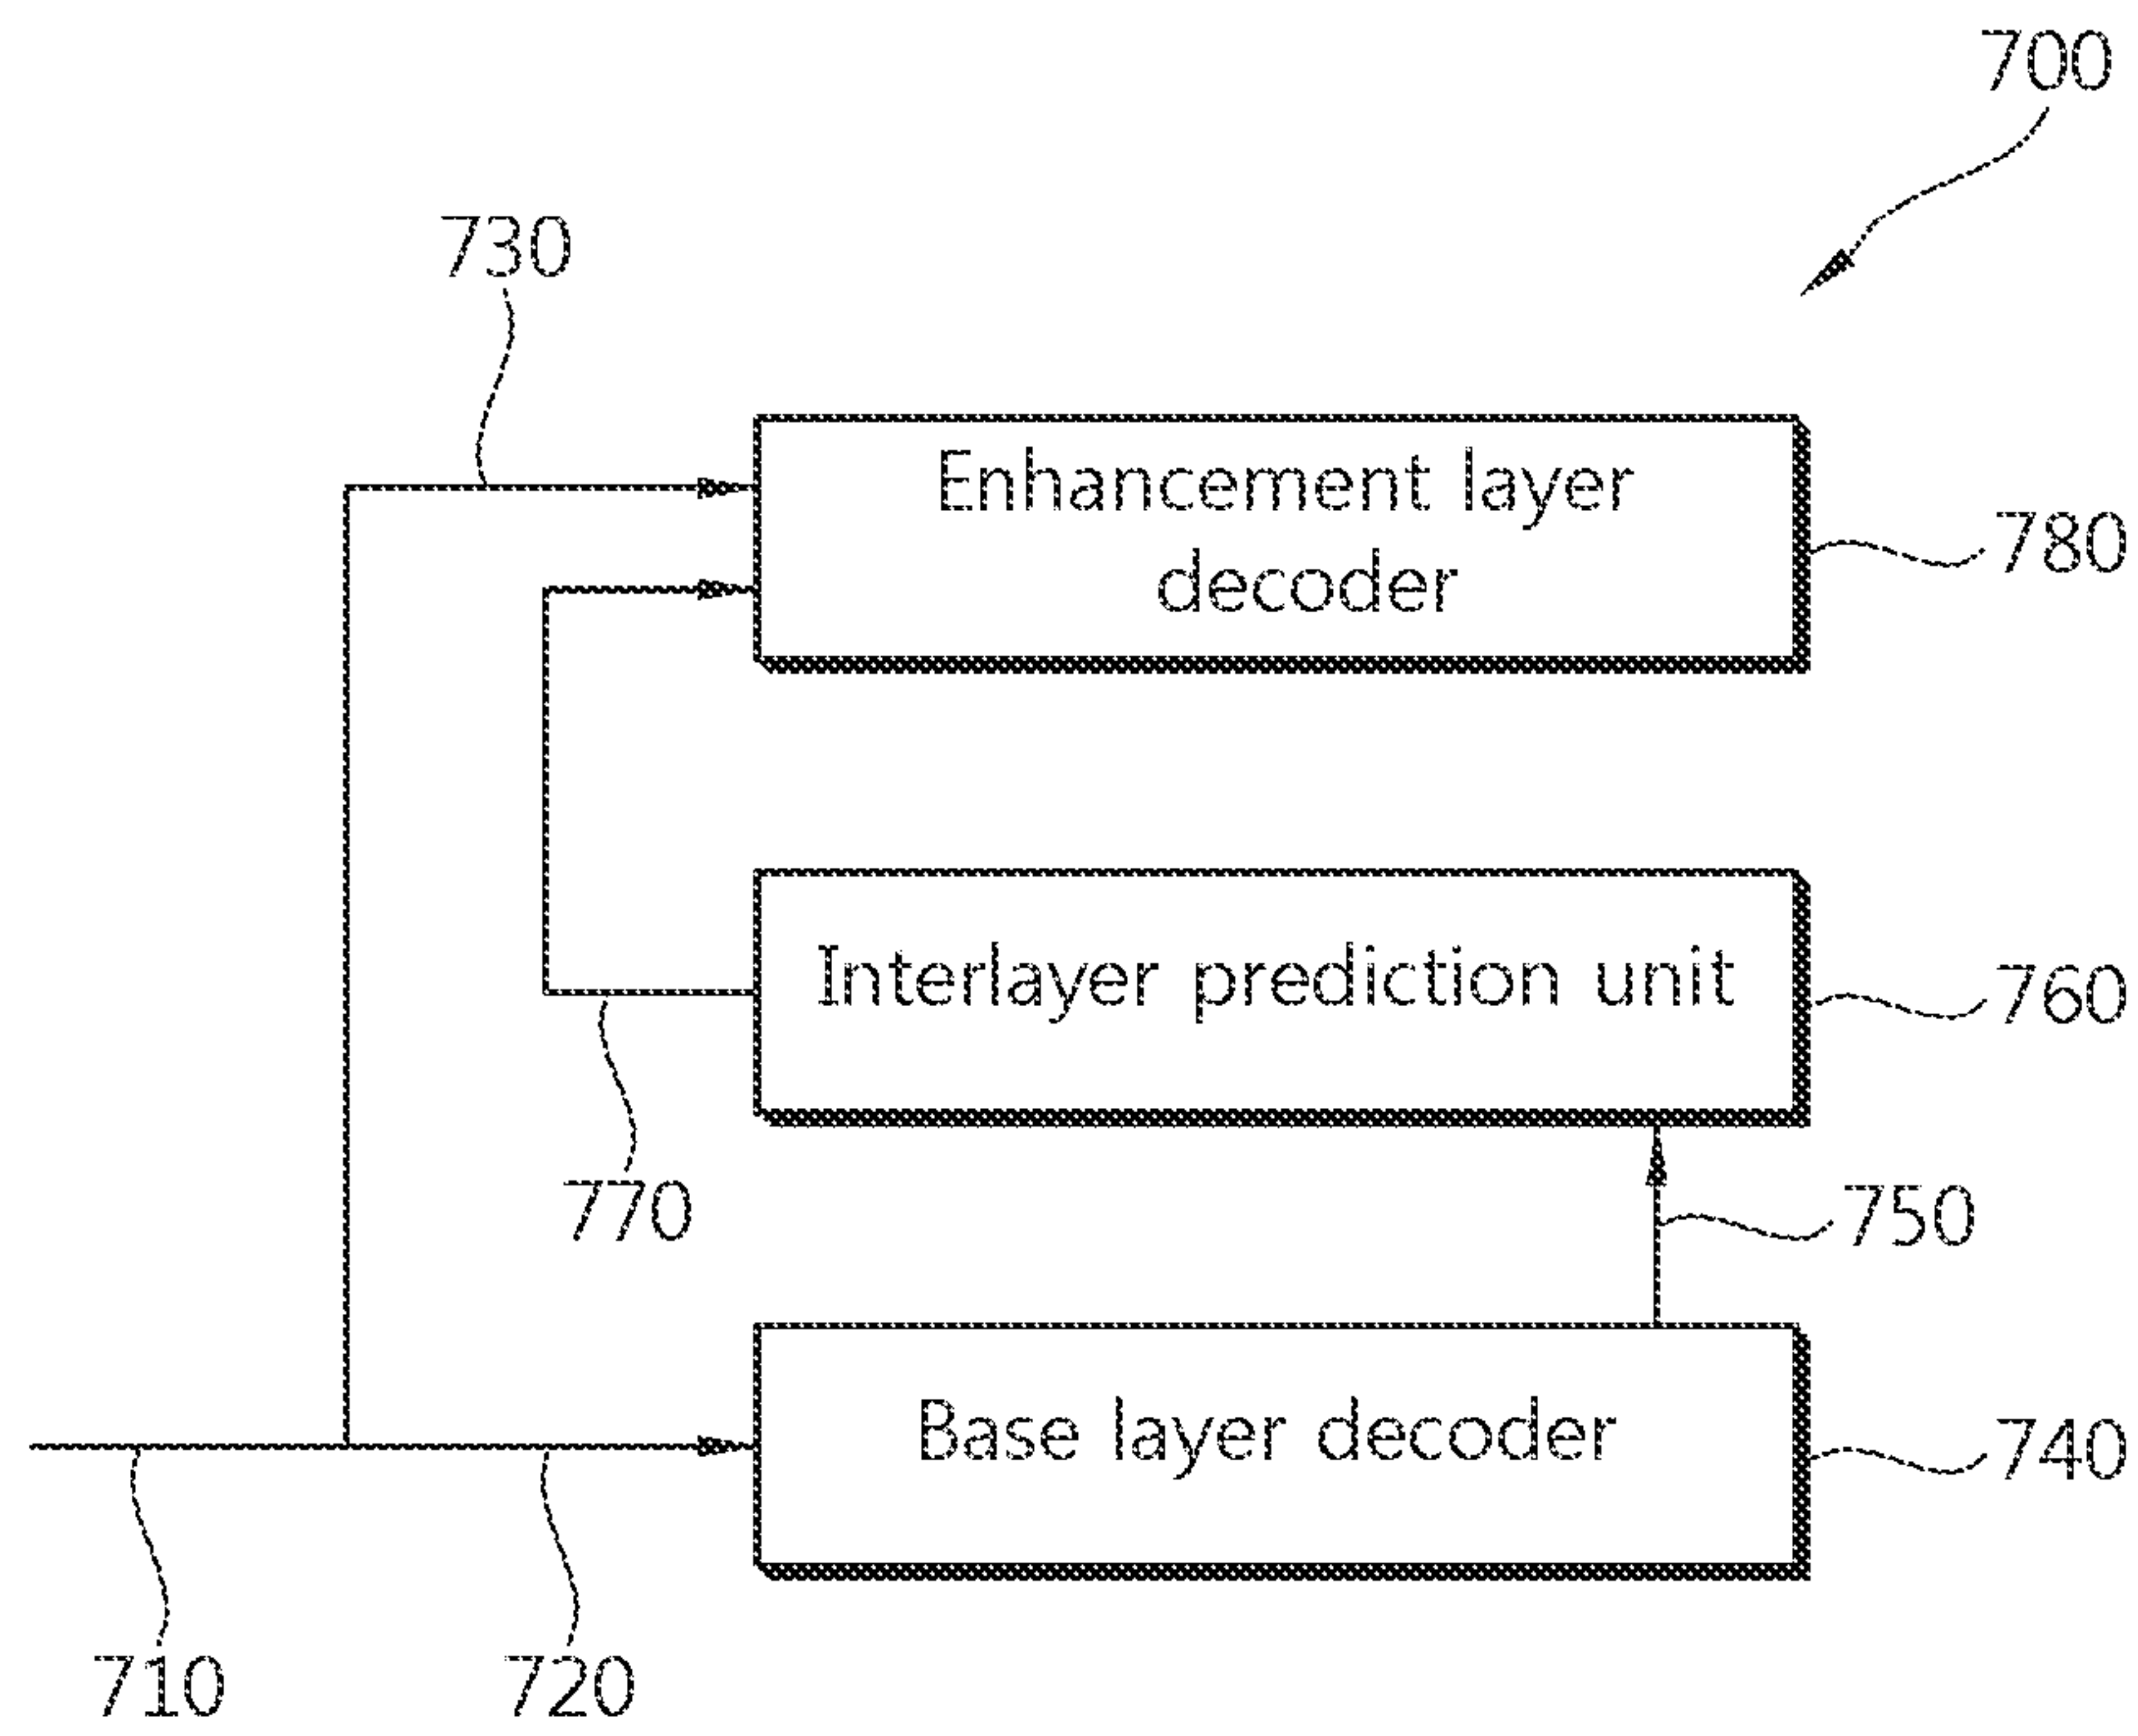 700
730
Enhancement layer
decoder
780
Interlayer prediction unit
760
770
750
Base layer decoder
740
710
720